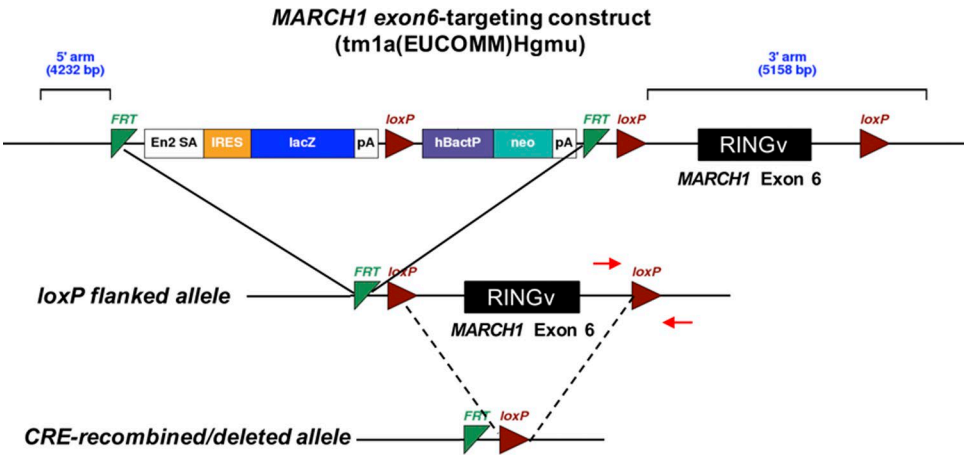 MARCH1 exon6-targeting construct
(tm1a(EUCOMM)Hgmu)
5' arm
(4232 bp)
3' arm
(5158 bp)
FRT
loxP
FRT
loxP
loxP
En2 SA
IRES
lacZ
pA
hBactP
neo
pA
RINGv
MARCH1 Exon 6
FRT
loxP
loxP
loxP flanked allele
RINGv
MARCH1 Exon 6
FRT
loxP
CRE-recombined/deleted allele